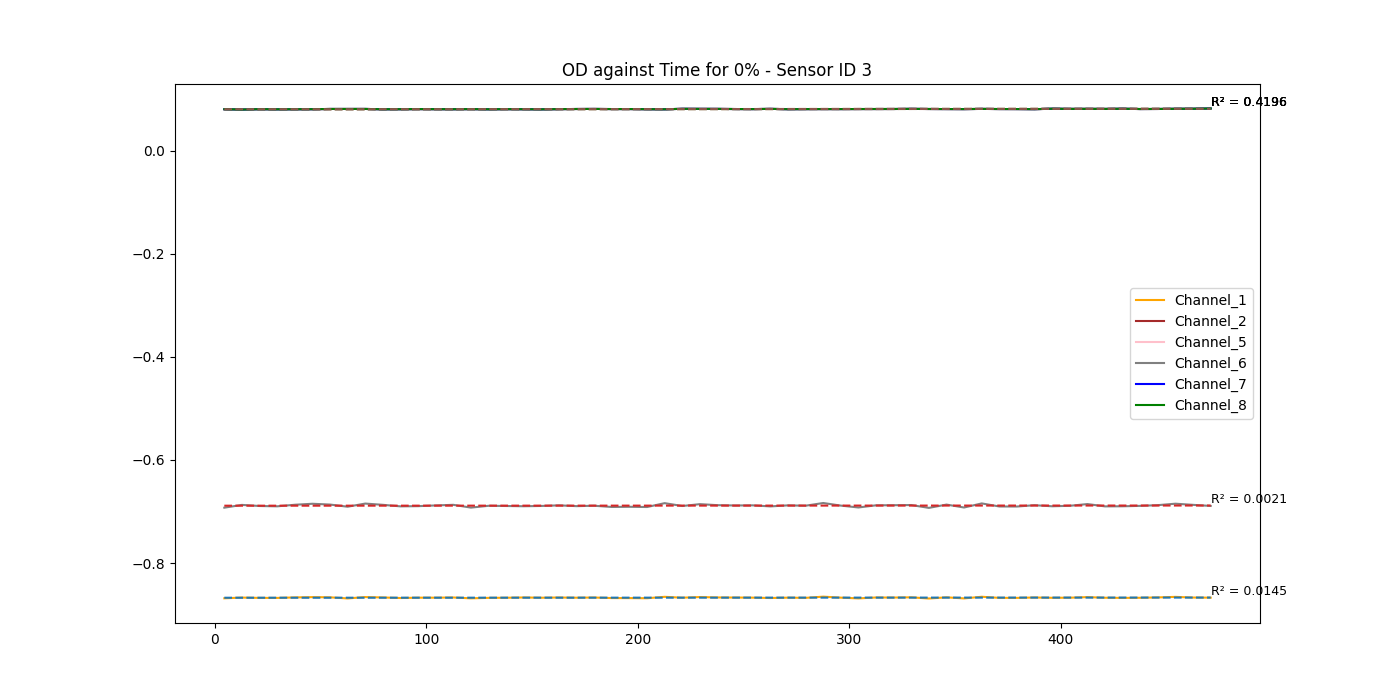 OD against Time for 0% - Sensor ID 3
R² = 0.4196
0.0
−0.2
−0.4
−0.6
−0.8
Channel_1
Channel_2
Channel_5
Channel_6
Channel_7
Channel_8
R² = 0.0021
R² = 0.0145
0
100
200
300
400